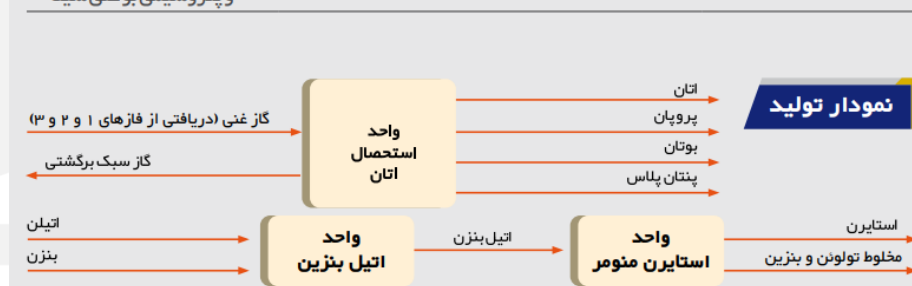 نمودار تولید
گاز غنی (دریافتی از فازهای ۱ و ۲ و ۳)
گاز سبک برگشتی
واحد
استحصال
اتان
اتان
پروپان
بوتان
پنتان پلاس
اتیلن
بنزن
واحد
اتیل بنزین
اتیل بنزن
واحد
استایرن منومر
استایرن
مخلوط تولوئن و بنزین